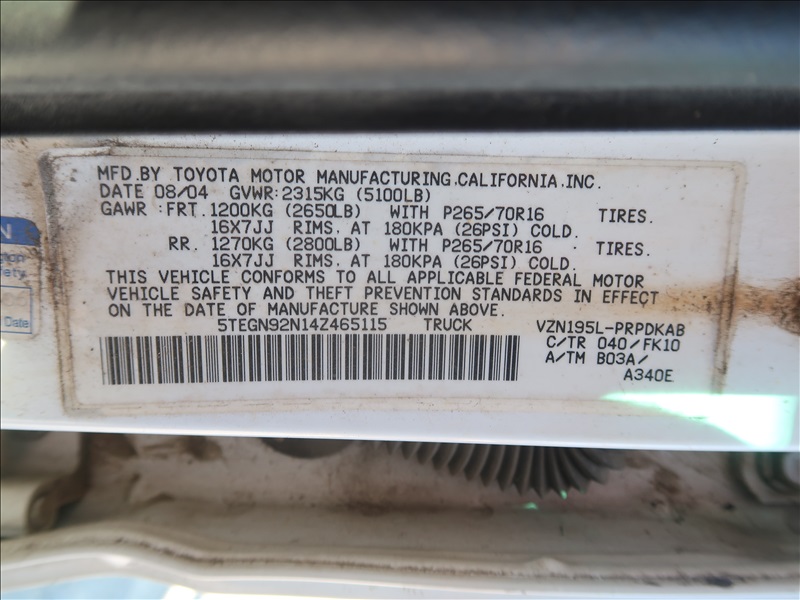 MFD.BY TOYOTA MOTOR MANUFACTURING.CALIFORNIA.INC.
DATE 08/04 GVWR:2315KG (5100LB)
GAWR :FRT.1200KG (2650LB) WITH P265/70R16 TIRES.
16X7JJ RIMS. AT 180KPA (26PSI) COLD.
RR. 1270KG (2800LB) WITH P265/70R16 TIRES.
16X7JJ RIMS. AT 180KPA (26PSI) COLD.
THIS VEHICLE CONFORMS TO ALL APPLICABLE FEDERAL MOTOR
VEHICLE SAFETY AND THEFT PREVENTION STANDARDS IN EFFECT
ON THE DATE OF MANUFACTURE SHOWN ABOVE.
5TEGN92N14Z465115 TRUCK VZN195L-PRPDKAB
C/TR 040/FK10
A/TM B03A/
A340E
N
Date